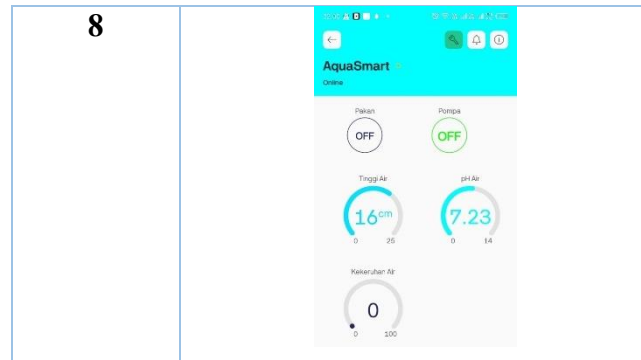 8
AquaSmart
Online
Pakan Pompa
OFF OFF
Tinggi Air pH Air
16cm 7.23
0 25 0 14
Kekeruhan Air
0
0 100